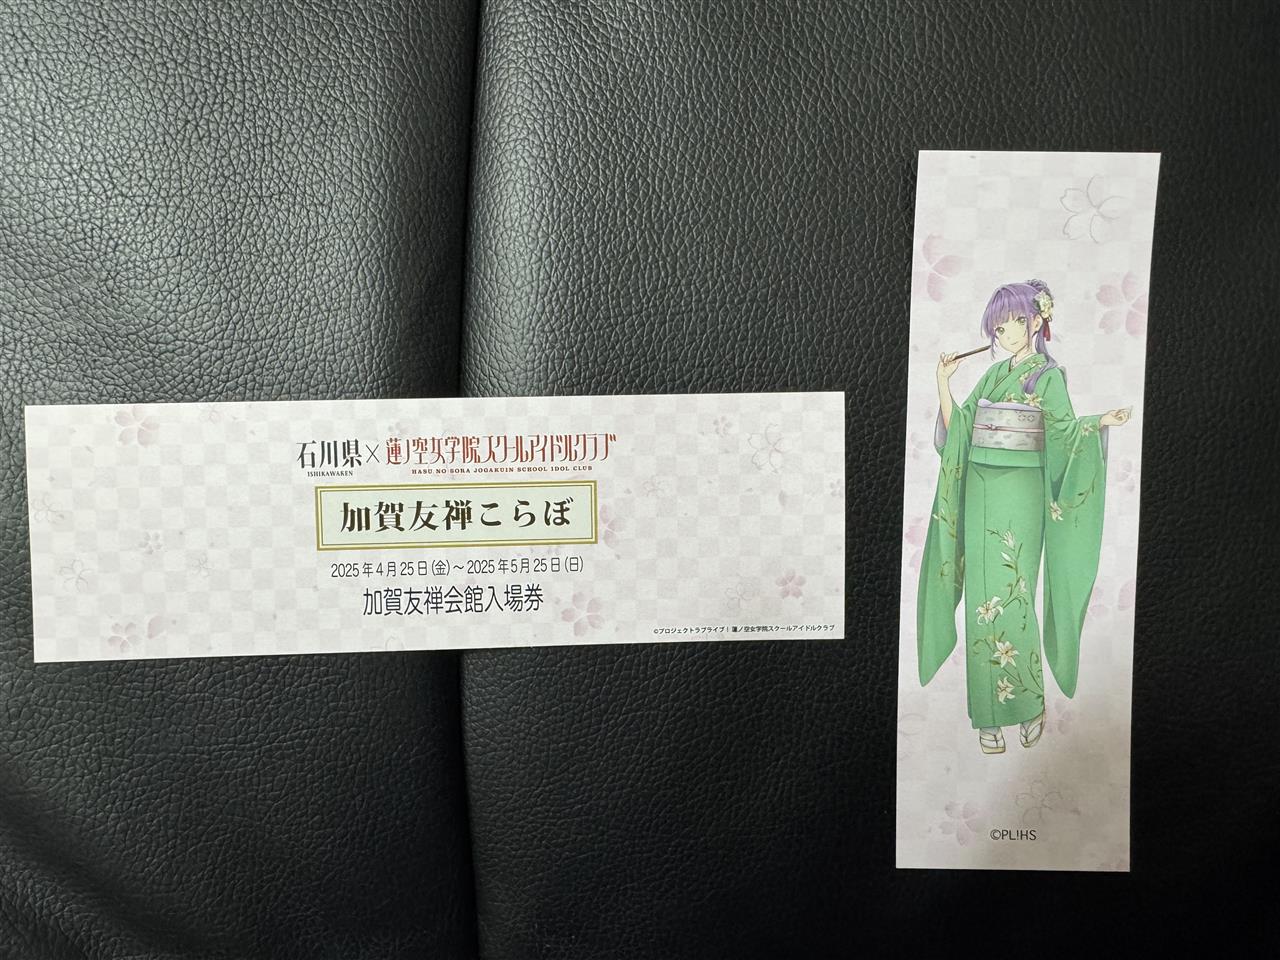 石川県×蓮ノ空女学院スクールアイドルクラブ
ISHIKAWAKEN HASU NO SORA JOGAKUIN SCHOOL IDOL CLUB
加賀友禅こらぼ
2025年4月25日(金)～2025年5月25日(日)
加賀友禅会館入場券
©プロジェクトラブライブ！蓮ノ空女学院スクールアイドルクラブ
©PL!HS